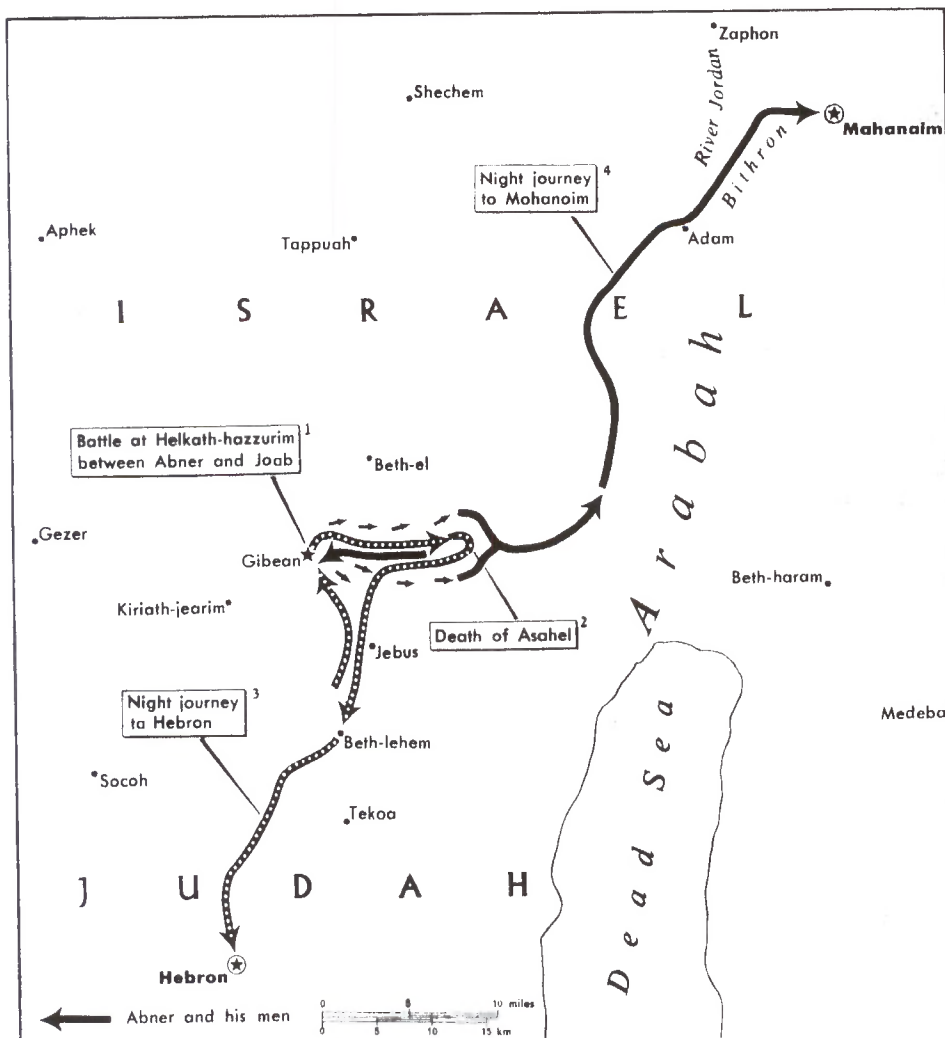 Zaphon
Shechem
River Jordan
Bithron
Mahanaim
Night journey 4
to Mohanoim
Aphek
Tappuah
Adam
I S R A E L
Battle at Helkath-hazzurim 1
between Abner and Joab
Beth-el
Gezer
Gibean
Arabah
Beth-haram
Kiriath-jearim
Death of Asahel 2
Jebus
Night journey 3
ta Hebron
Medeba
Beth-lehem
Socoh
Tekoa
Dead Sea
J U D A H
Hebron
Abner and his men
0 5 10 miles
0 5 10 15 km